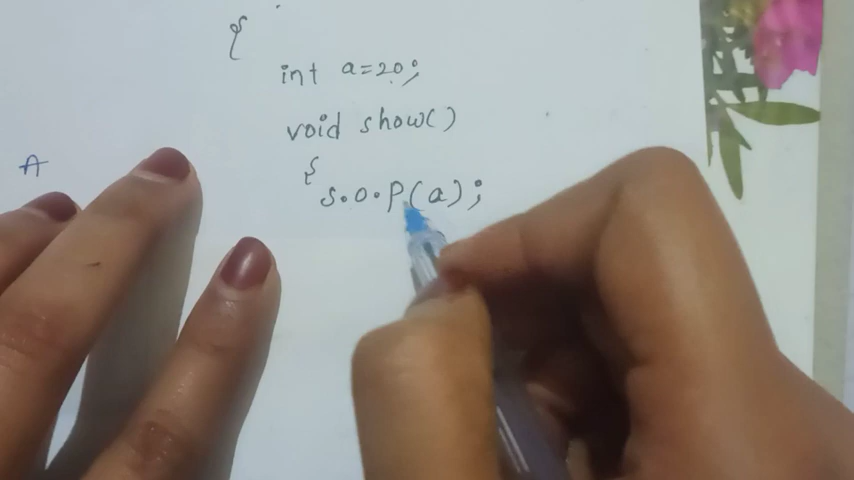 {
int a=20;
void show()
A
{
s.o.p(a);